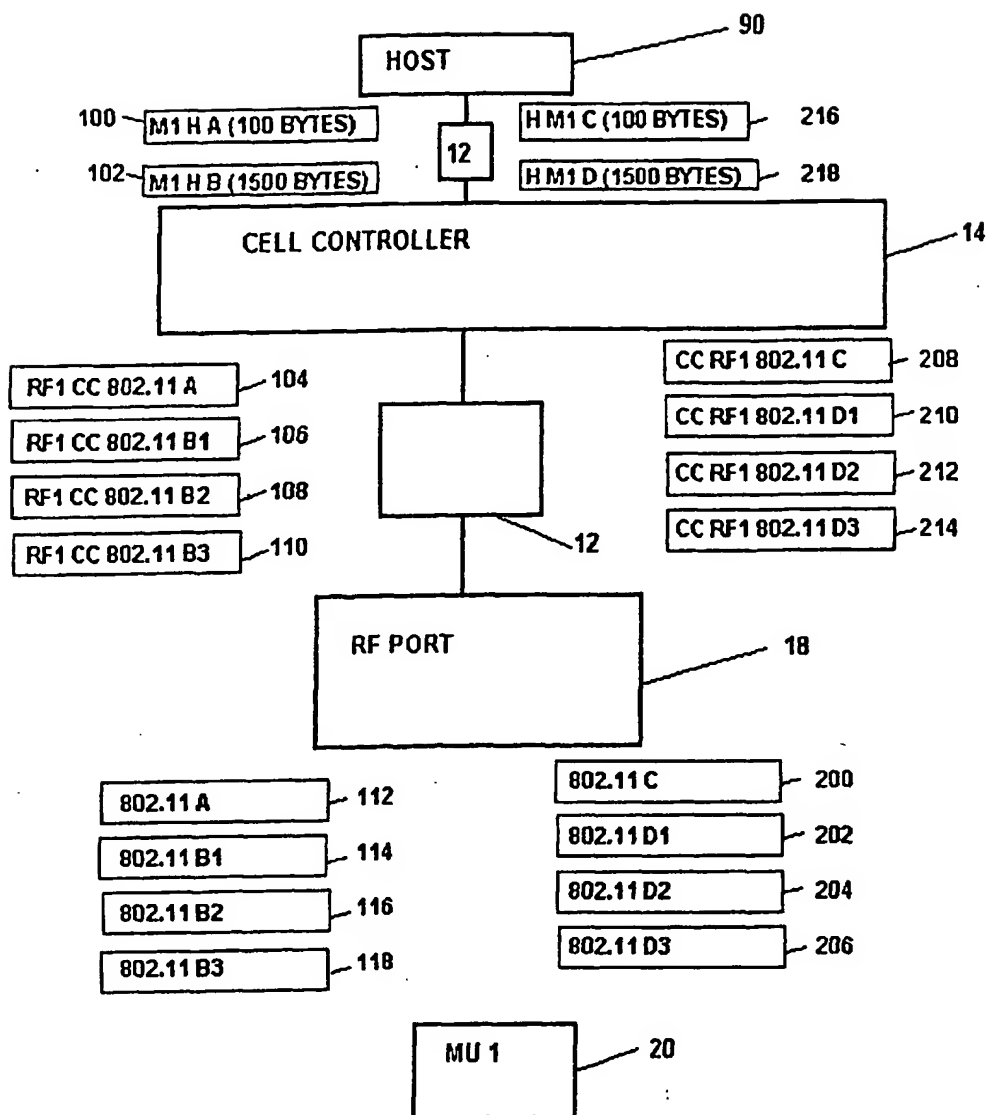 90
HOST
100 M1 H A (100 BYTES) H M1 C (100 BYTES) 216
12
102 M1 H B (1500 BYTES) H M1 D (1500 BYTES) 218
CELL CONTROLLER 14
CC RF1 802.11 C 208
RF1 CC 802.11 A 104
CC RF1 802.11 D1 210
RF1 CC 802.11 B1 106
CC RF1 802.11 D2 212
RF1 CC 802.11 B2 108
CC RF1 802.11 D3 214
RF1 CC 802.11 B3 110
12
RF PORT 18
802.11 C 200
802.11 A 112
802.11 D1 202
802.11 B1 114
802.11 D2 204
802.11 B2 116
802.11 D3 206
802.11 B3 118
MU 1 20